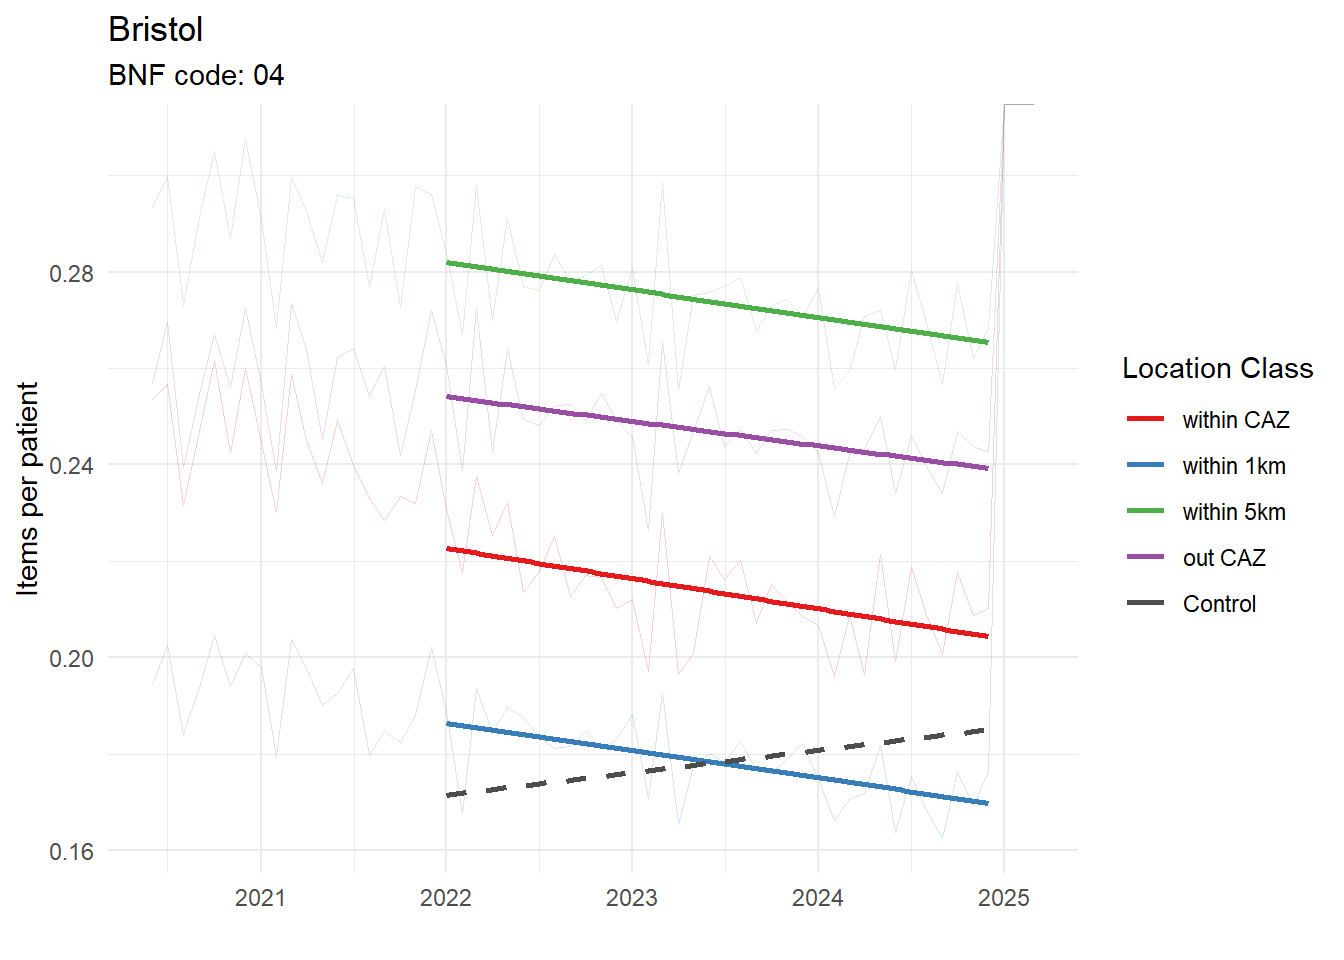 Bristol
BNF code: 04
Items per patient
0.28
0.24
0.20
0.16
2021
2022
2023
2024
2025
Location Class
within CAZ
within 1km
within 5km
out CAZ
Control